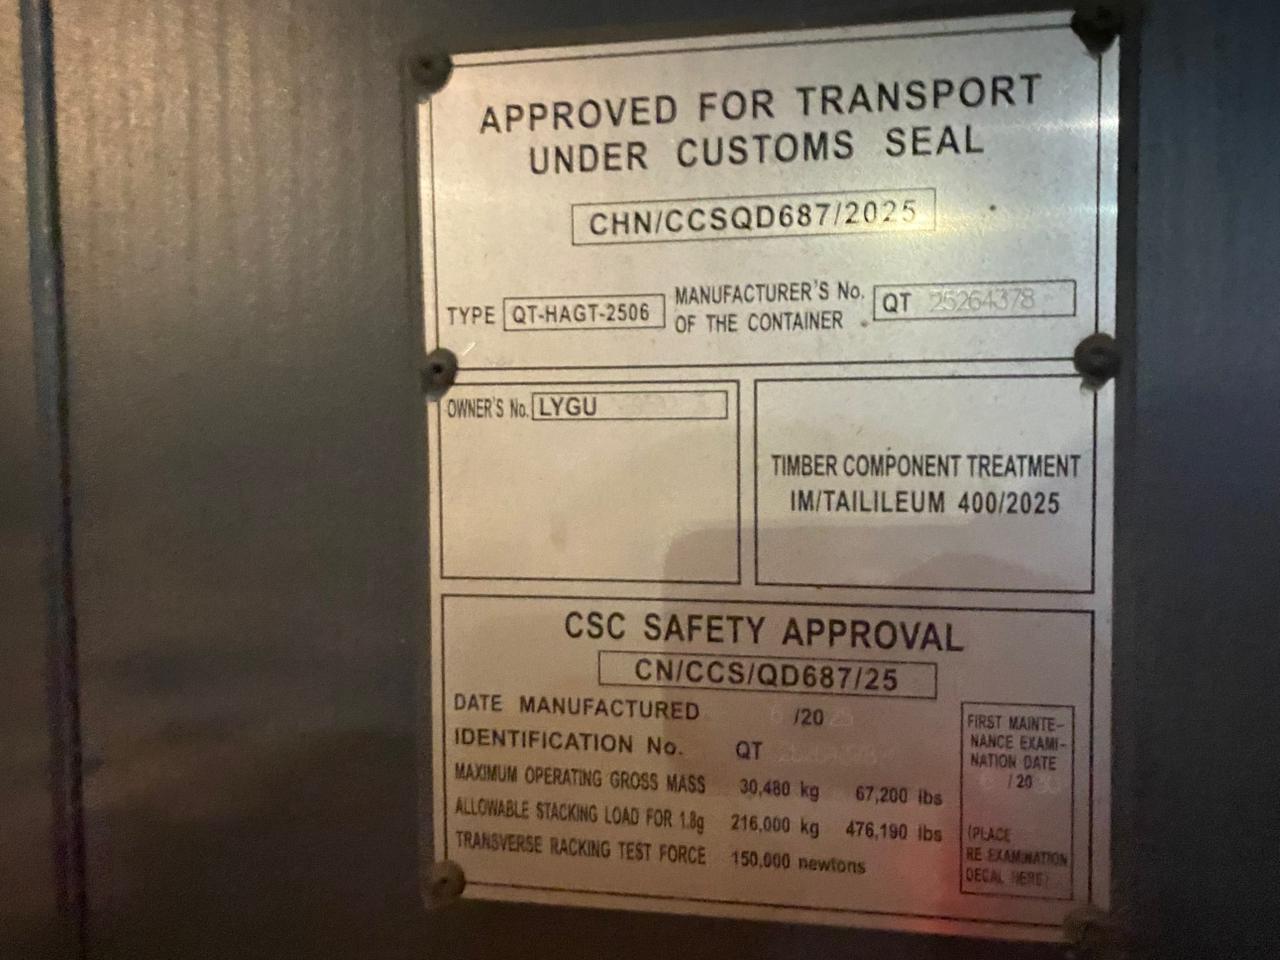 APPROVED FOR TRANSPORT
UNDER CUSTOMS SEAL
CHN/CCSQD687/2025
TYPE QT-HAGT-2506 MANUFACTURER'S No.
OF THE CONTAINER QT 25264378
OWNER'S No. LYGU
TIMBER COMPONENT TREATMENT
IM/TAILILEUM 400/2025
CSC SAFETY APPROVAL
CN/CCS/QD687/25
DATE MANUFACTURED /20
IDENTIFICATION No. QT
MAXIMUM OPERATING GROSS MASS 30,480 kg 67,200 lbs
ALLOWABLE STACKING LOAD FOR 1.8g 216,000 kg 476,190 lbs
TRANSVERSE RACKING TEST FORCE 150,000 newtons
FIRST MAINTE-
NANCE EXAMI-
NATION DATE
/20
(PLACE
RE-EXAMINATION
DECAL HERE)